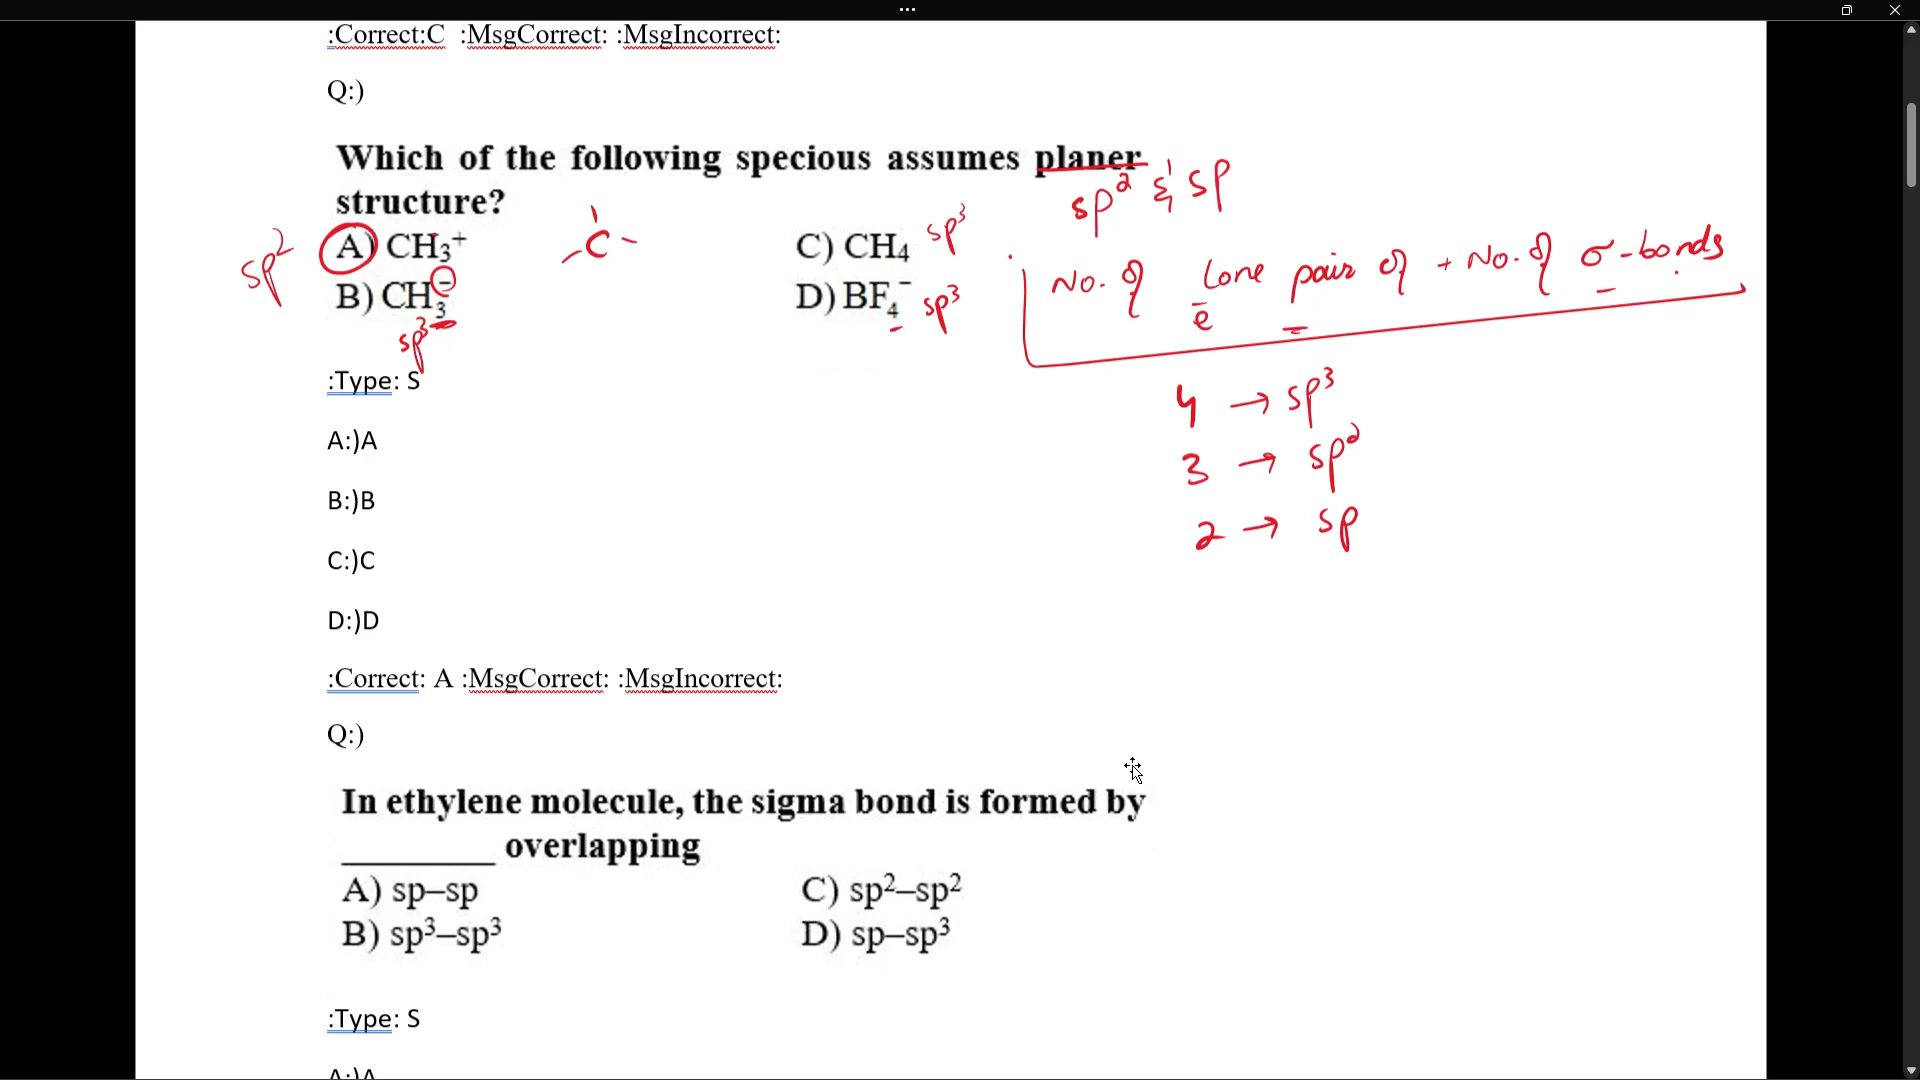 :Correct:C :MsgCorrect: :MsgIncorrect:
Q:)
Which of the following specious assumes planer
structure?
sp² & sp
sp² A) CH₃⁺
–C–
C) CH₄ sp³
B) CH₃⁻
sp³
D) BF₄⁻ sp³
No. of Lone pair of e̅ + No. of σ-bonds
4 → sp³
3 → sp²
2 → sp
:Type: S
A:)A
B:)B
C:)C
D:)D
:Correct: A :MsgCorrect: :MsgIncorrect:
Q:)
In ethylene molecule, the sigma bond is formed by
________ overlapping
A) sp–sp
C) sp²–sp²
B) sp³–sp³
D) sp–sp³
:Type: S
A:)A